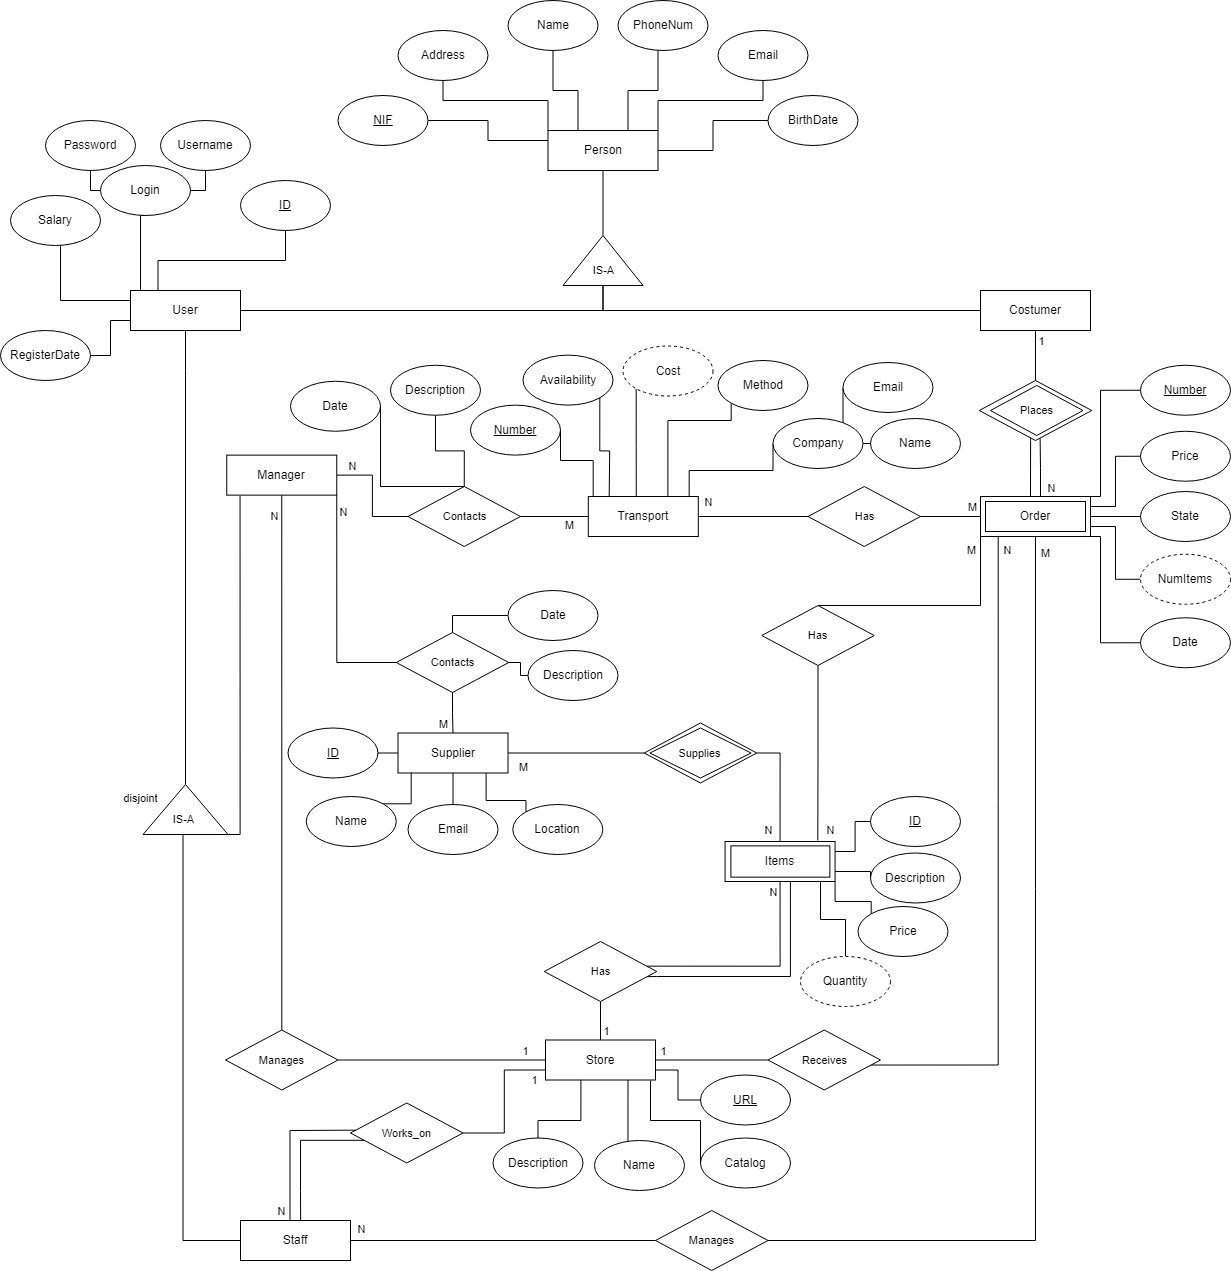 Name
PhoneNum
Address
Email
NIF
BirthDate
Person
Password
Username
Login
Salary
ID
IS-A
User
Costumer
RegisterDate
1
Places
Cost
Availability
Method
Description
Date
Email
Number
Number
Company
Name
Price
Manager
N
Contacts
M
Transport
N
Has
M
N
Order
State
N
N
M
N
M
NumItems
Date
Has
Date
Contacts
Description
M
Supplier
ID
M
Supplies
Name
Email
Location
disjoint
IS-A
N
N
ID
Items
Description
N
Price
Has
Quantity
1
Manages
1
Store
1
Receives
1
URL
Works_on
Description
Name
Catalog
N
Staff
N
Manages